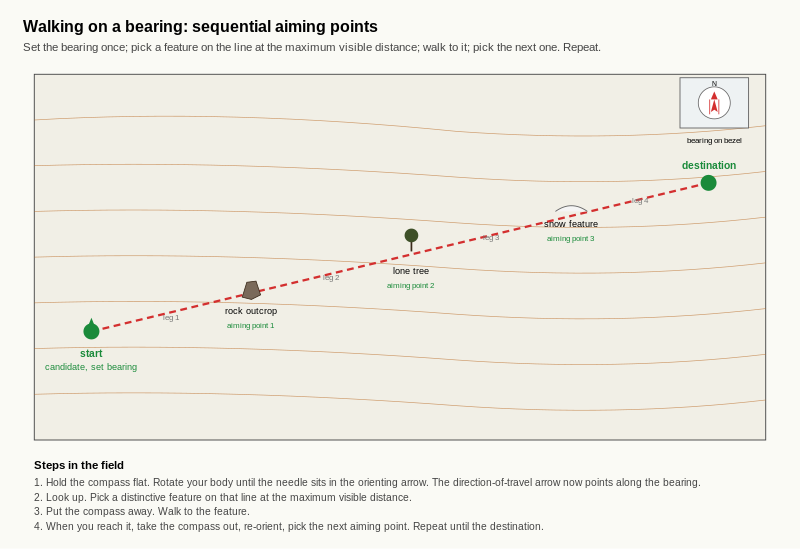 Walking on a bearing: sequential aiming points
Set the bearing once; pick a feature on the line at the maximum visible distance; walk to it; pick the next one. Repeat.
N
bearing on bezel
destination
leg 4
snow feature
aiming point 3
leg 3
lone tree
aiming point 2
leg 2
rock outcrop
aiming point 1
leg 1
start
candidate, set bearing
Steps in the field
1. Hold the compass flat. Rotate your body until the needle sits in the orienting arrow. The direction-of-travel arrow now points along the bearing.
2. Look up. Pick a distinctive feature on that line at the maximum visible distance.
3. Put the compass away. Walk to the feature.
4. When you reach it, take the compass out, re-orient, pick the next aiming point. Repeat until the destination.